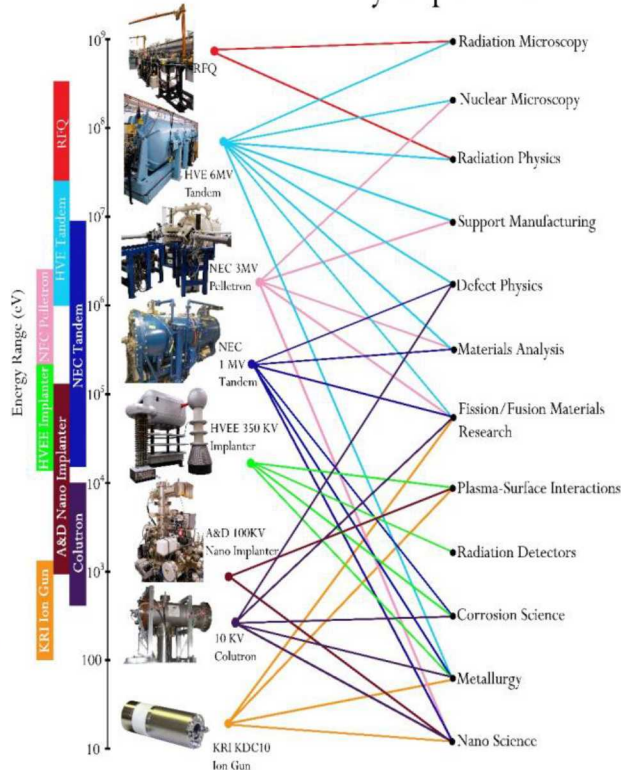 10⁹
10⁸
10⁷
10⁶
10⁵
10⁴
10³
100
10
Energy Range (eV)
RFQ
HVE Tandem
NEC Pelletron
NEC Tandem
HVEE Implanter
A&D Nano Implanter
Colutron
KRI Ion Gun
RFQ
HVE 6MV
Tandem
NEC 3MV
Pelletron
NEC
1 MV
Tandem
HVEE 350 KV
Implanter
A&D 100KV
Nano Implanter
10 KV
Colutron
KRI KDC10
Ion Gun
Radiation Microscopy
Nuclear Microscopy
Radiation Physics
Support Manufacturing
Defect Physics
Materials Analysis
Fission/Fusion Materials
Research
Plasma-Surface Interactions
Radiation Detectors
Corrosion Science
Metallurgy
Nano Science